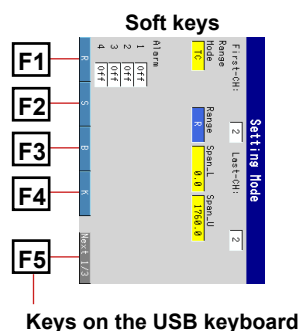 Soft keys
F1
F2
F3
F4
F5
Setting Mode
First-CH: 2 Last-CH: 2
Range
Mode Range Span_L Span_U
TC R 0.0 1760.0
Alarm
1 Off
2 Off
3 Off
4 Off
R S B K Next 1/3
Keys on the USB keyboard